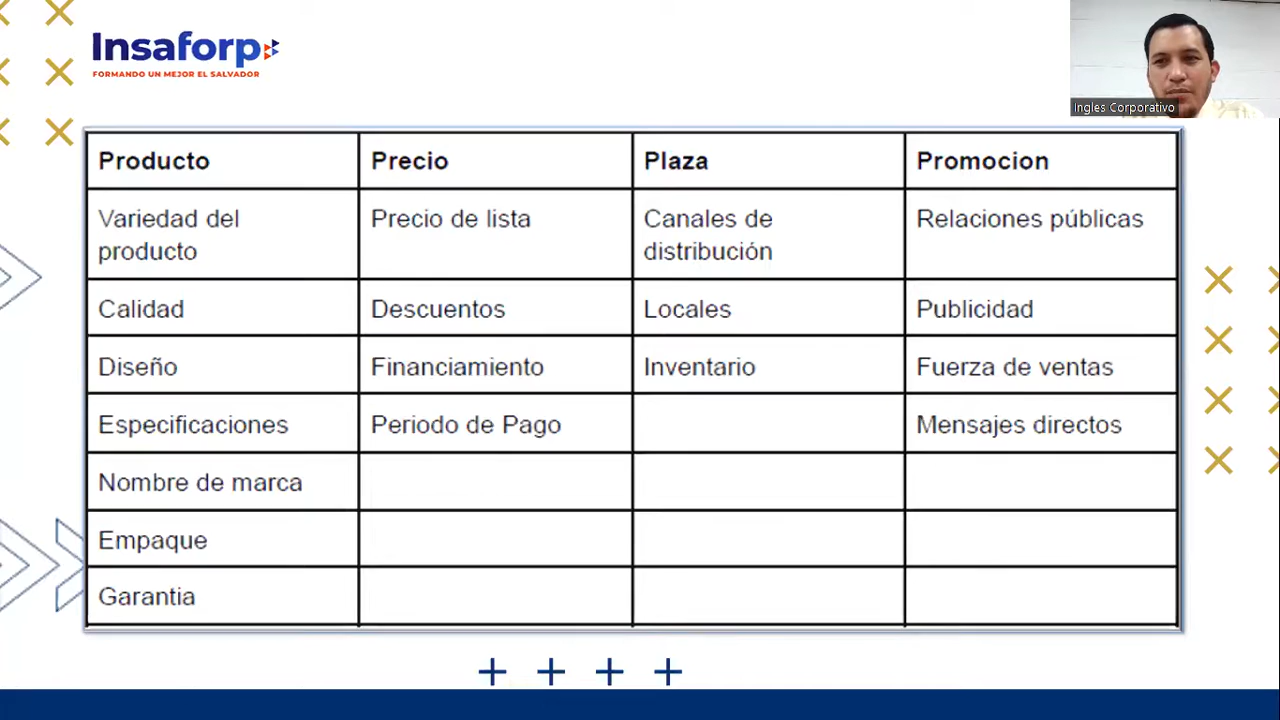 Insaforp
FORMANDO UN MEJOR EL SALVADOR
Ingles Corporativo
Producto
Precio
Plaza
Promocion
Variedad del
producto
Precio de lista
Canales de
distribución
Relaciones públicas
Calidad
Descuentos
Locales
Publicidad
Diseño
Financiamiento
Inventario
Fuerza de ventas
Especificaciones
Periodo de Pago
Mensajes directos
Nombre de marca
Empaque
Garantia